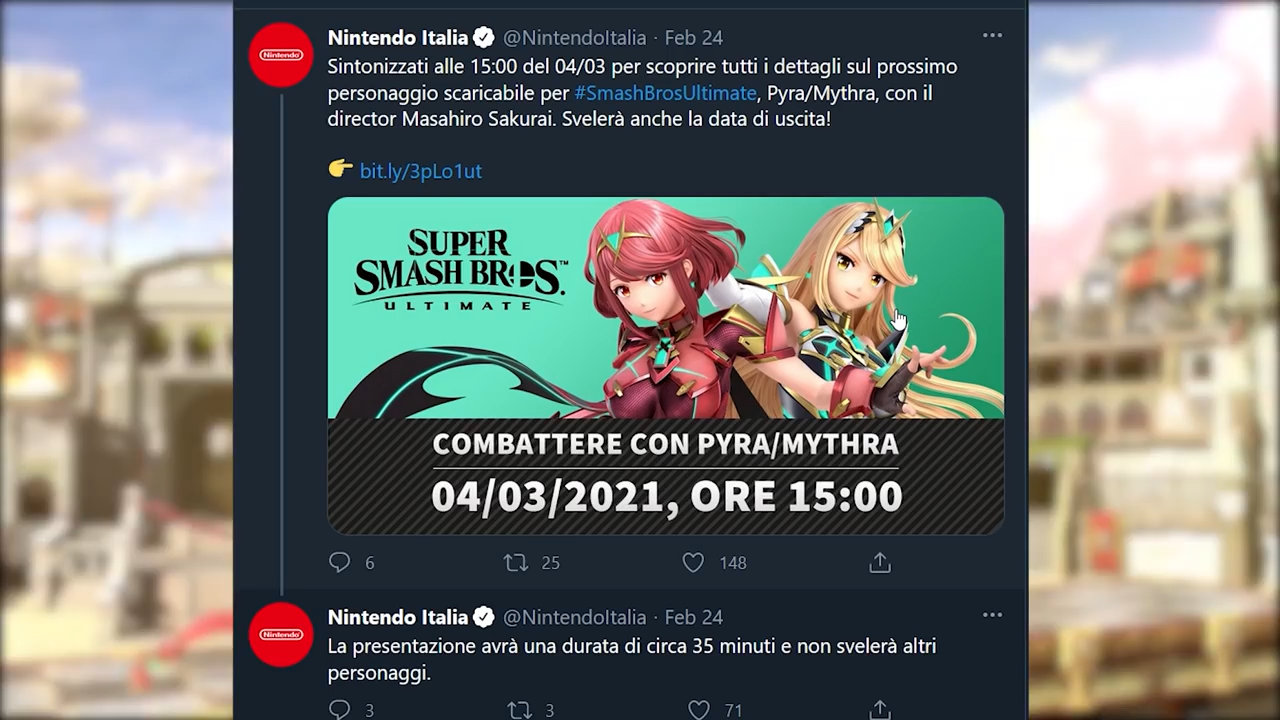 Nintendo Italia @NintendoItalia · Feb 24
Nintendo
Sintonizzati alle 15:00 del 04/03 per scoprire tutti i dettagli sul prossimo
personaggio scaricabile per #SmashBrosUltimate, Pyra/Mythra, con il
director Masahiro Sakurai. Svelerà anche la data di uscita!
👉 bit.ly/3pLo1ut
SUPER
SMASH BROS.™
ULTIMATE
COMBATTERE CON PYRA/MYTHRA
04/03/2021, ORE 15:00
6 25 148
Nintendo Italia @NintendoItalia · Feb 24
Nintendo
La presentazione avrà una durata di circa 35 minuti e non svelerà altri
personaggi.
3 3 71